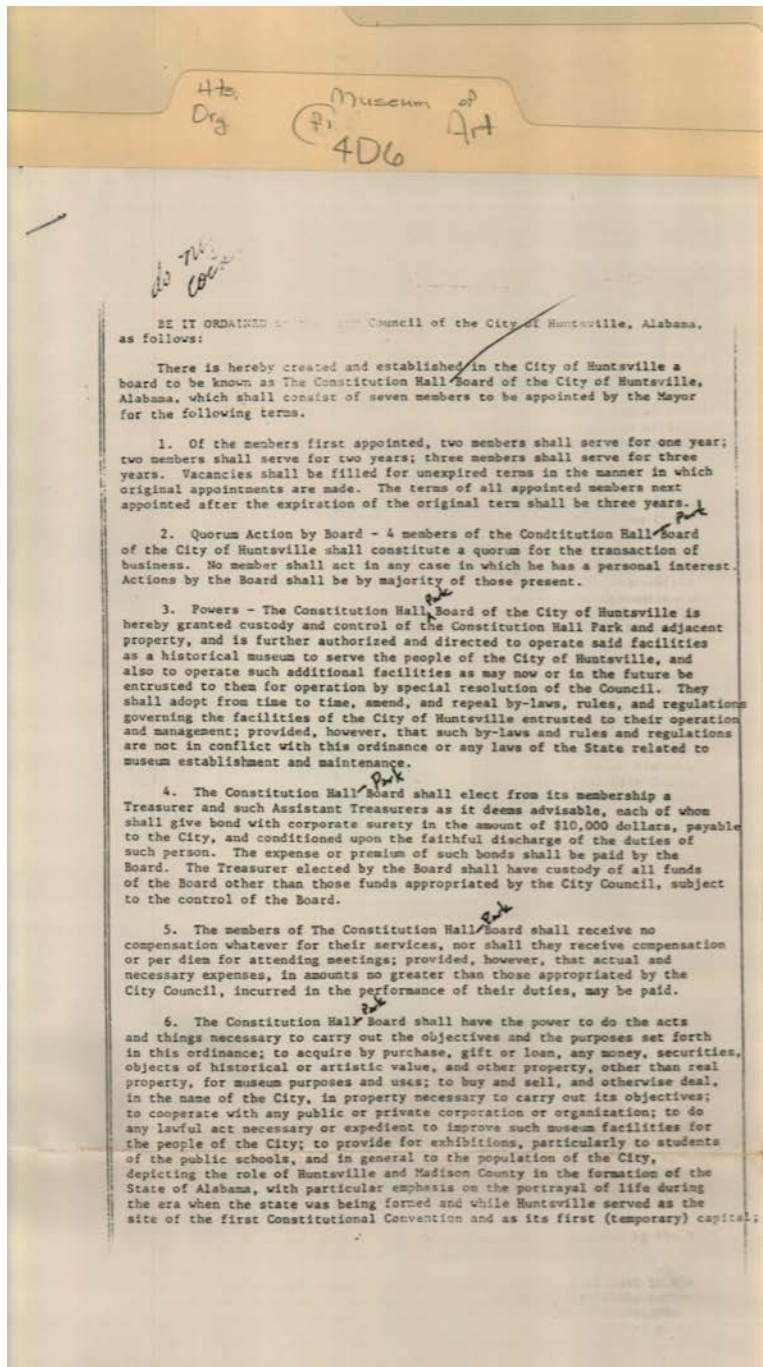 Hts. Museum of
Org Art
4D6
do
BE IT ORDAINED Council of the City of Huntsville, Alabama,
as follows:
There is hereby created and established in the City of Huntsville a
board to be known as The Constitution Hall Board of the City of Huntsville,
Alabama, which shall consist of seven members to be appointed by the Mayor
for the following terms.
1. Of the members first appointed, two members shall serve for one year;
two members shall serve for two years; three members shall serve for three
years. Vacancies shall be filled for unexpired terms in the manner in which
original appointments are made. The terms of all appointed members next
appointed after the expiration of the original term shall be three years.
Park
2. Quorum Action by Board - 4 members of the Condtitution Hall Board
of the City of Huntsville shall constitute a quorum for the transaction of
business. No member shall act in any case in which he has a personal interest.
Actions by the Board shall be by majority of those present.
Park
3. Powers - The Constitution Hall Board of the City of Huntsville is
hereby granted custody and control of the Constitution Hall Park and adjacent
property, and is further authorized and directed to operate said facilities
as a historical museum to serve the people of the City of Huntsville, and
also to operate such additional facilities as may now or in the future be
entrusted to them for operation by special resolution of the Council. They
shall adopt from time to time, amend, and repeal by-laws, rules, and regulations
governing the facilities of the City of Huntsville entrusted to their operation
and management; provided, however, that such by-laws and rules and regulations
are not in conflict with this ordinance or any laws of the State related to
museum establishment and maintenance.
Park
4. The Constitution Hall Board shall elect from its membership a
Treasurer and such Assistant Treasurers as it deems advisable, each of whom
shall give bond with corporate surety in the amount of $10,000 dollars, payable
to the City, and conditioned upon the faithful discharge of the duties of
such person. The expense or premium of such bonds shall be paid by the
Board. The Treasurer elected by the Board shall have custody of all funds
of the Board other than those funds appropriated by the City Council, subject
to the control of the Board.
Park
5. The members of The Constitution Hall Board shall receive no
compensation whatever for their services, nor shall they receive compensation
or per diem for attending meetings; provided, however, that actual and
necessary expenses, in amounts no greater than those appropriated by the
City Council, incurred in the performance of their duties, may be paid.
Park
6. The Constitution Hall Board shall have the power to do the acts
and things necessary to carry out the objectives and the purposes set forth
in this ordinance; to acquire by purchase, gift or loan, any money, securities,
objects of historical or artistic value, and other property, other than real
property, for museum purposes and uses; to buy and sell, and otherwise deal,
in the name of the City, in property necessary to carry out its objectives;
to cooperate with any public or private corporation or organization; to do
any lawful act necessary or expedient to improve such museum facilities for
the people of the City; to provide for exhibitions, particularly to students
of the public schools, and in general to the population of the City,
depicting the role of Huntsville and Madison County in the formation of the
State of Alabama, with particular emphasis on the portrayal of life during
the era when the state was being formed and while Huntsville served as the
site of the first Constitutional Convention and as its first (temporary) capital;